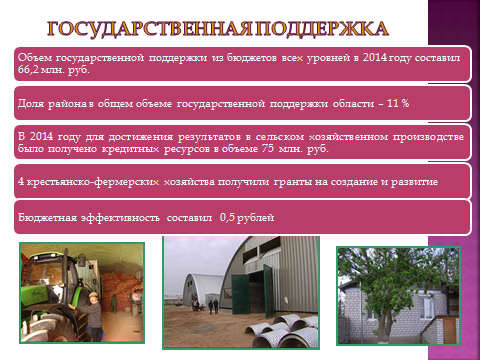 ГОСУДАРСТВЕННАЯ ПОДДЕРЖКА
Объем государственной поддержки из бюджетов всех уровней в 2014 году составил
66,2 млн. руб.
Доля района в общем объеме государственной поддержки области – 11 %
В 2014 году для достижения результатов в сельском хозяйственном производстве
было получено кредитных ресурсов в объеме 75 млн. руб.
4 крестьянско-фермерских хозяйства получили гранты на создание и развитие
Бюджетная эффективность составил 0,5 рублей